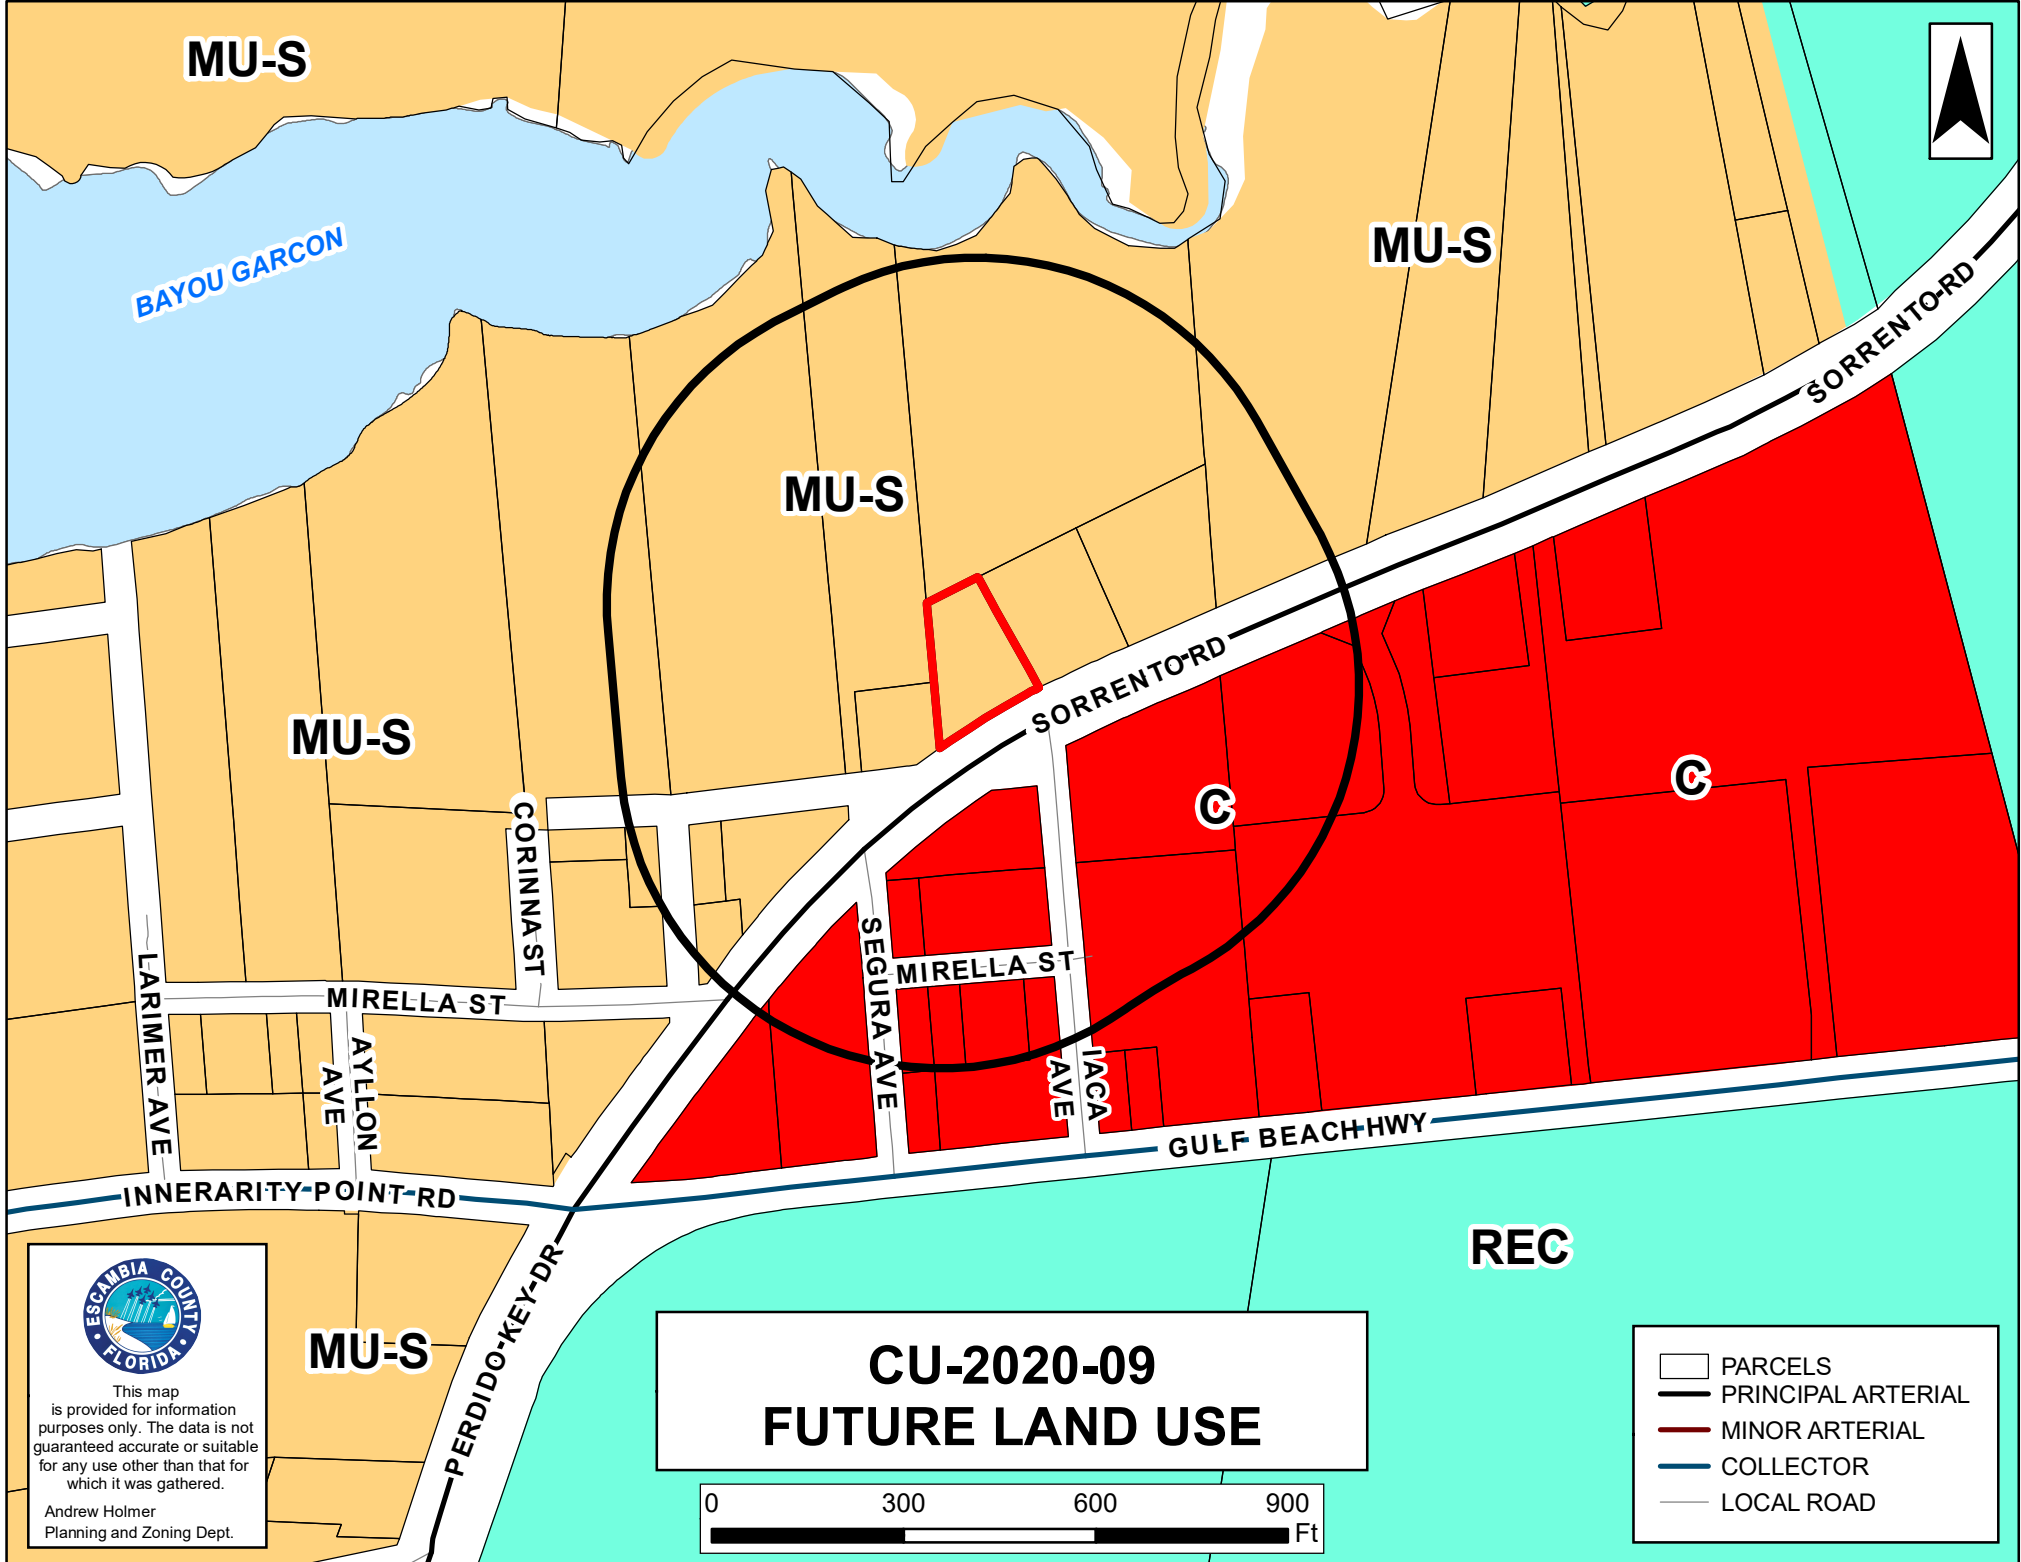 MU-S
BAYOU GARCON
MU-S
SORRENTO RD
MU-S
SORRENTO RD
MU-S
C
C
CORINNA ST
SEGURA AVE
MIRELLA ST
LARIMER AVE
MIRELLA ST
AYLLON
AVE
IACA
AVE
GULF BEACH HWY
INNERARITY POINT RD
PERDIDO KEY DR
REC
MU-S
ESCAMBIA COUNTY
FLORIDA
This map
is provided for information
purposes only. The data is not
guaranteed accurate or suitable
for any use other than that for
which it was gathered.
Andrew Holmer
Planning and Zoning Dept.
CU-2020-09
FUTURE LAND USE
0 300 600 900
Ft
PARCELS
PRINCIPAL ARTERIAL
MINOR ARTERIAL
COLLECTOR
LOCAL ROAD